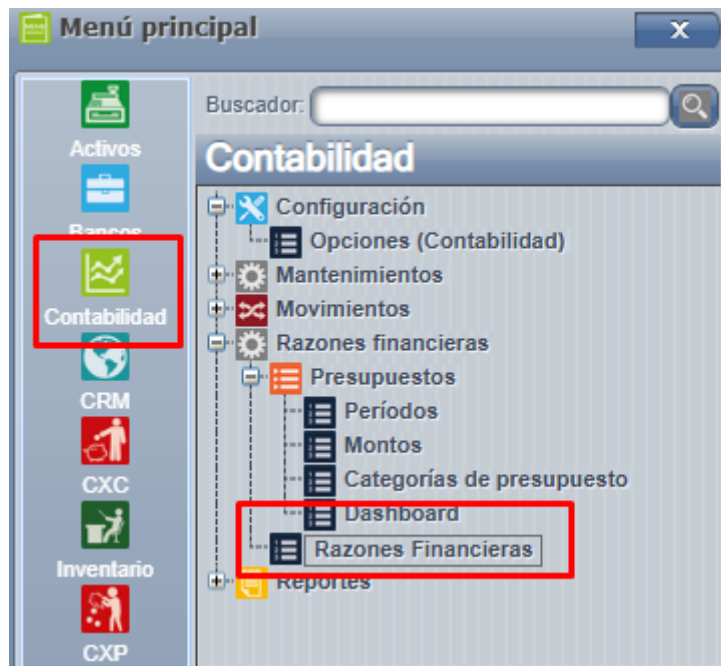 Menú principal
x
Buscador:
Activos
Bancos
Contabilidad
CRM
CXC
Inventario
CXP
Contabilidad
Configuración
Opciones (Contabilidad)
Mantenimientos
Movimientos
Razones financieras
Presupuestos
Períodos
Montos
Categorías de presupuesto
Dashboard
Razones Financieras
Reportes